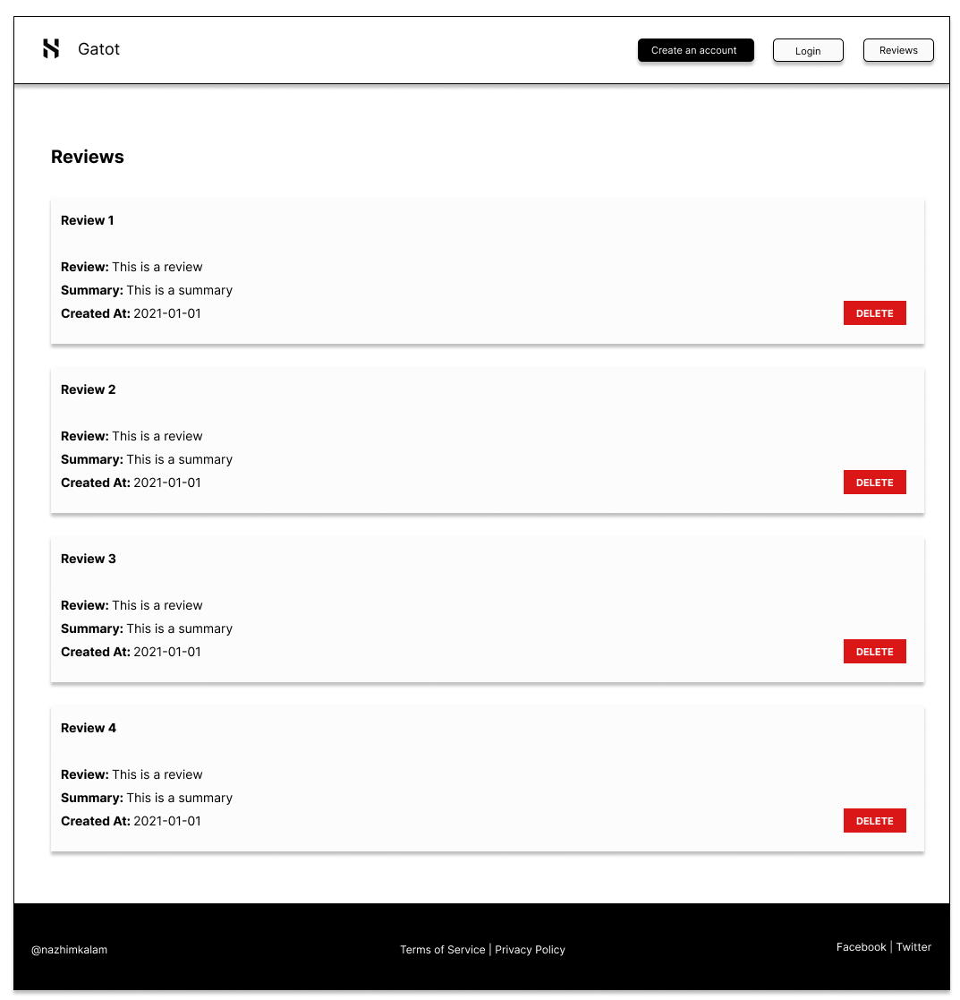 Gatot
Create an account
Login
Reviews
Reviews
Review 1
Review: This is a review
Summary: This is a summary
Created At: 2021-01-01
DELETE
Review 2
Review: This is a review
Summary: This is a summary
Created At: 2021-01-01
DELETE
Review 3
Review: This is a review
Summary: This is a summary
Created At: 2021-01-01
DELETE
Review 4
Review: This is a review
Summary: This is a summary
Created At: 2021-01-01
DELETE
@nazhimkalam
Terms of Service | Privacy Policy
Facebook | Twitter